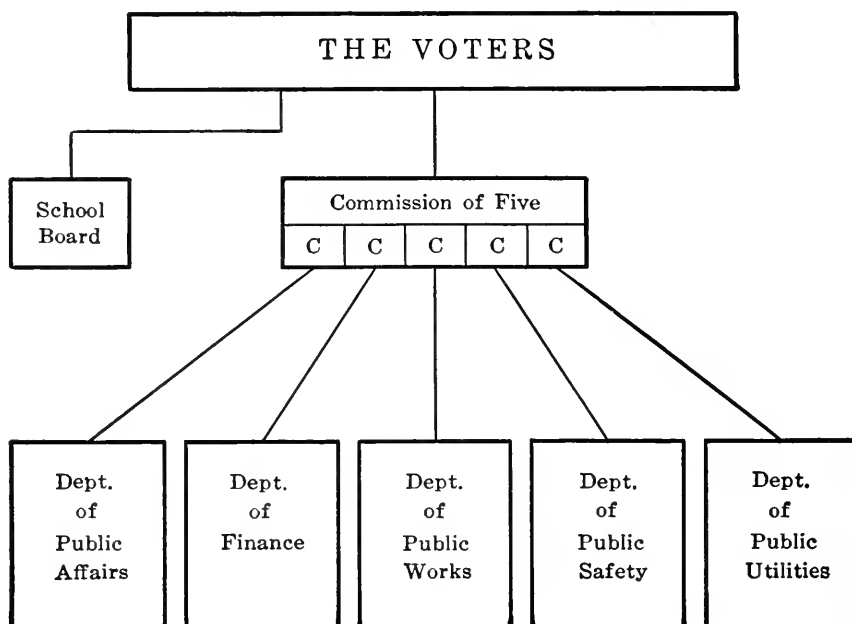 THE VOTERS
School
Board
Commission of Five
C C C C C
Dept.
of
Public
Affairs
Dept.
of
Finance
Dept.
of
Public
Works
Dept.
of
Public
Safety
Dept.
of
Public
Utilities